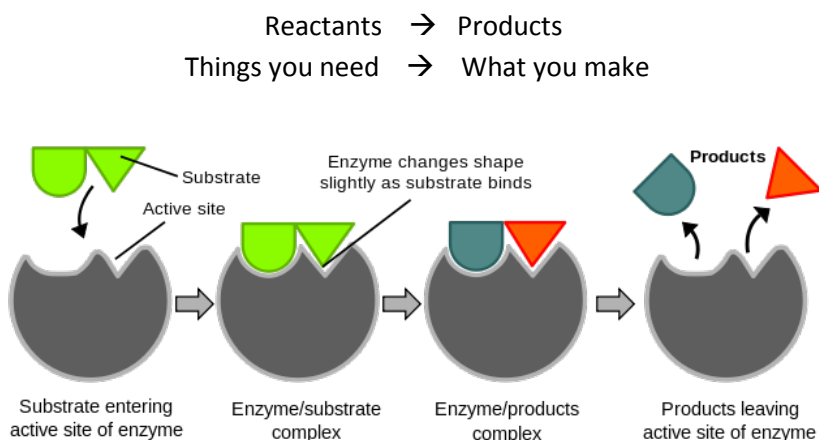 Reactants → Products
Things you need → What you make
Substrate
Active site
Enzyme changes shape
slightly as substrate binds
Products
Substrate entering
active site of enzyme
Enzyme/substrate
complex
Enzyme/products
complex
Products leaving
active site of enzyme